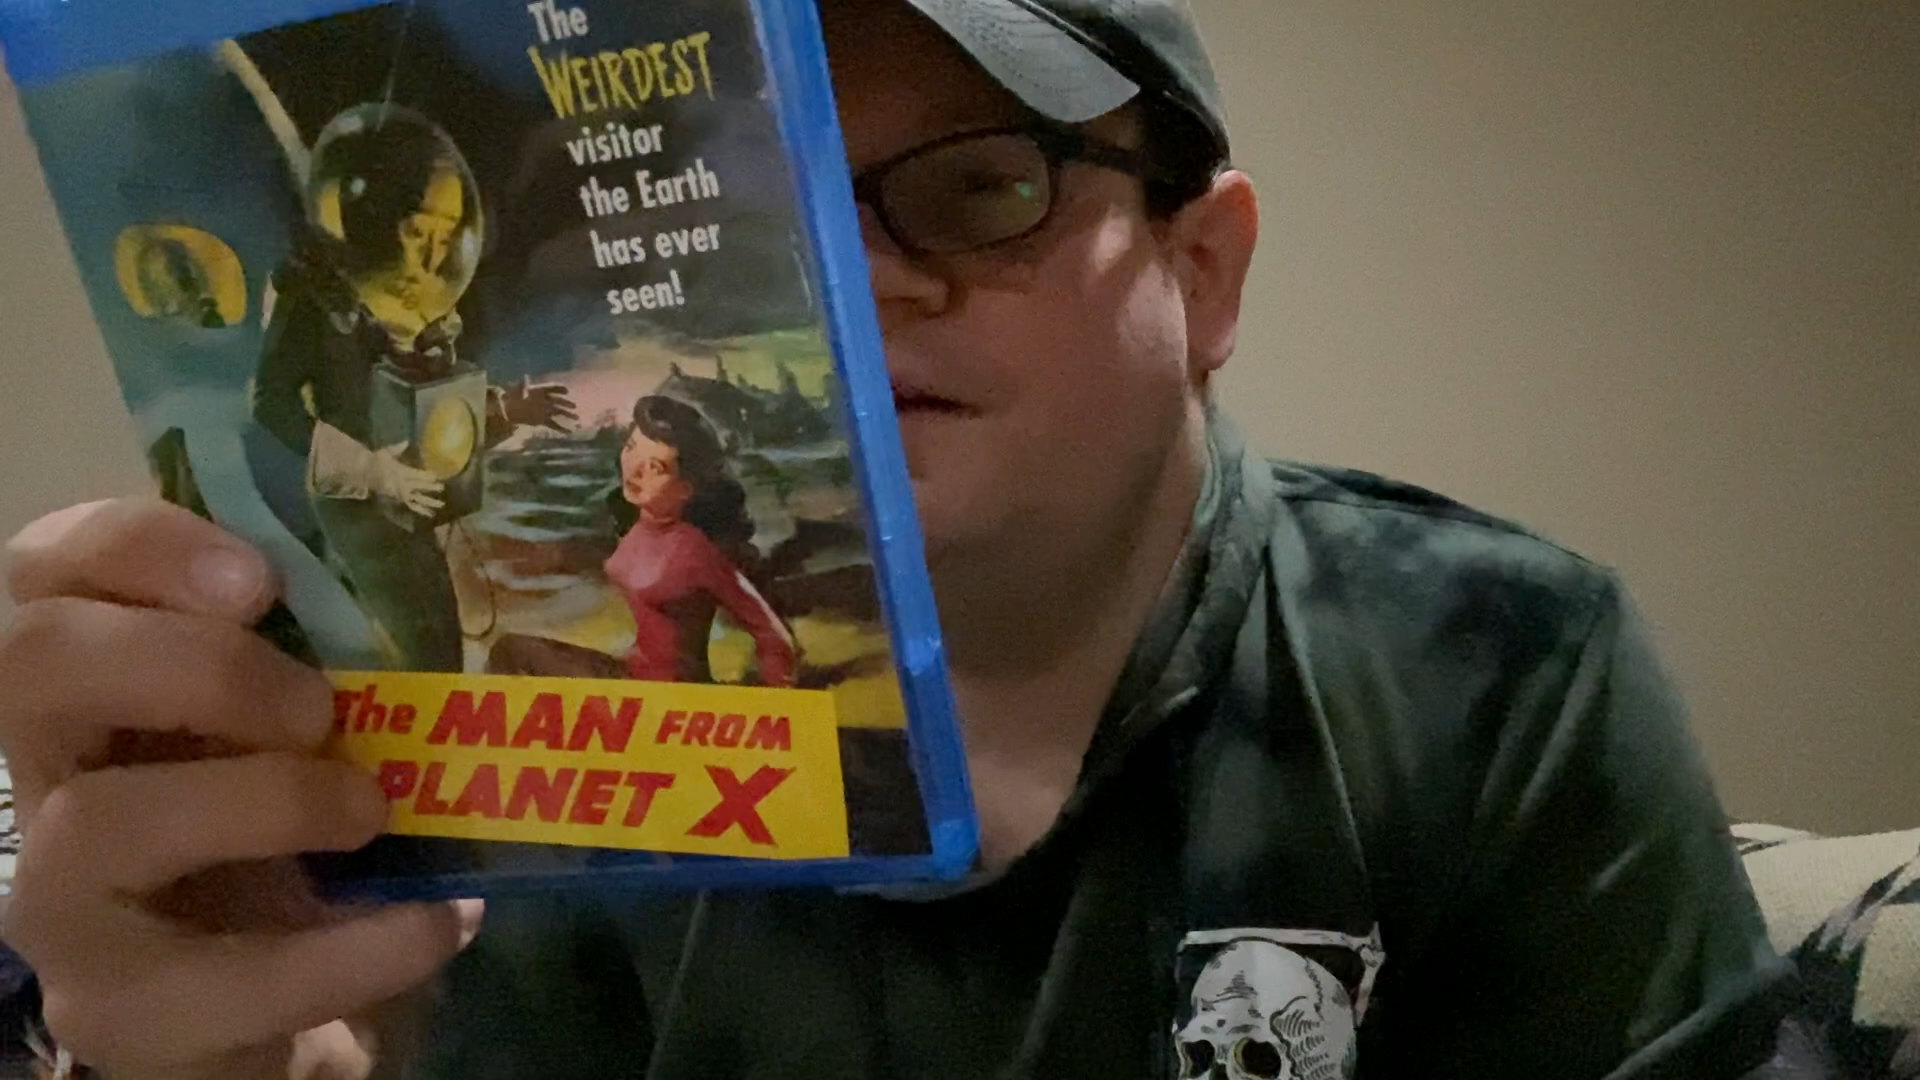 The
WEIRDEST
visitor
the Earth
has ever
seen!
The MAN FROM
PLANET X